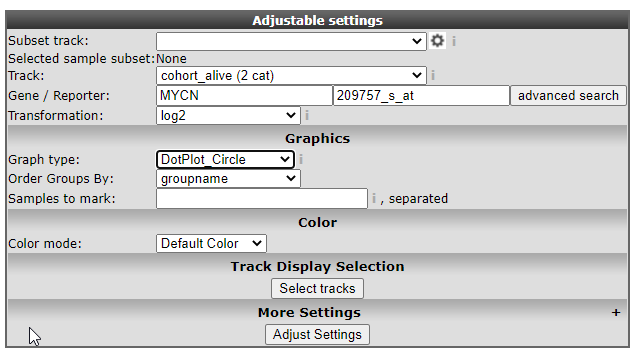 Adjustable settings
Subset track: i
Selected sample subset:None
Track: cohort_alive (2 cat) i
Gene / Reporter: MYCN 209757_s_at advanced search
Transformation: log2 i
Graphics
Graph type: DotPlot_Circle i
Order Groups By: groupname
Samples to mark: i , separated
Color
Color mode: Default Color
Track Display Selection
Select tracks
More Settings +
Adjust Settings